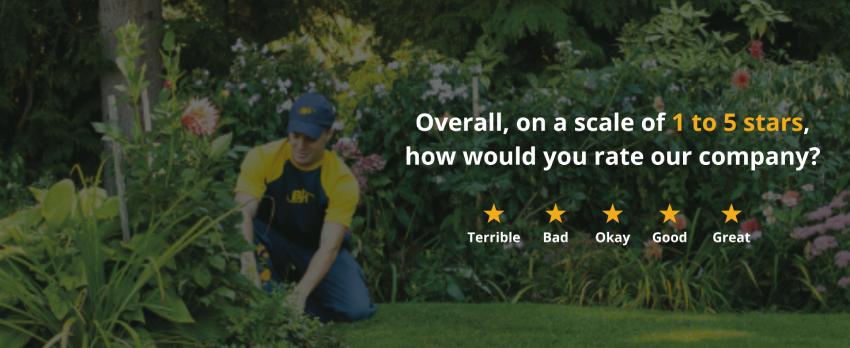 Overall, on a scale of 1 to 5 stars,
how would you rate our company?
Terrible Bad Okay Good Great